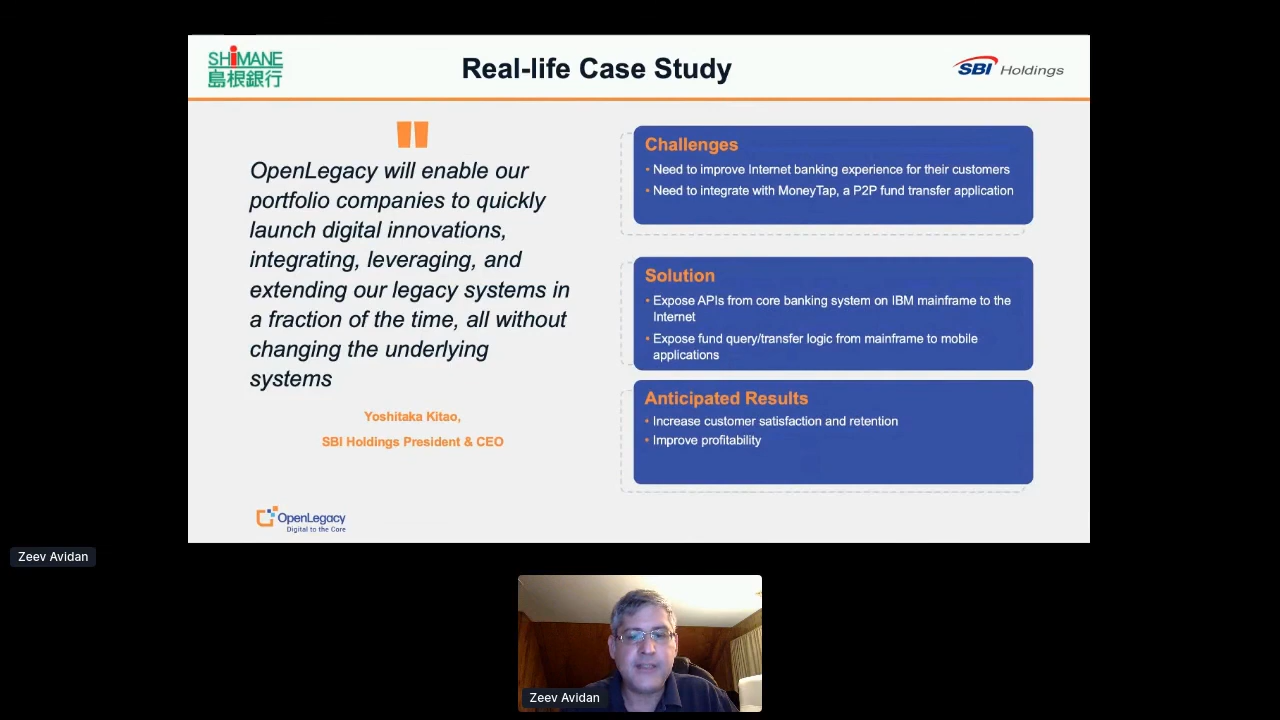 SHiMANE
島根銀行
Real-life Case Study
SBI Holdings
"
OpenLegacy will enable our
portfolio companies to quickly
launch digital innovations,
integrating, leveraging, and
extending our legacy systems in
a fraction of the time, all without
changing the underlying
systems
Yoshitaka Kitao,
SBI Holdings President & CEO
Challenges
• Need to improve Internet banking experience for their customers
• Need to integrate with MoneyTap, a P2P fund transfer application
Solution
• Expose APIs from core banking system on IBM mainframe to the
Internet
• Expose fund query/transfer logic from mainframe to mobile
applications
Anticipated Results
• Increase customer satisfaction and retention
• Improve profitability
OpenLegacy
Digital to the Core
Zeev Avidan
Zeev Avidan